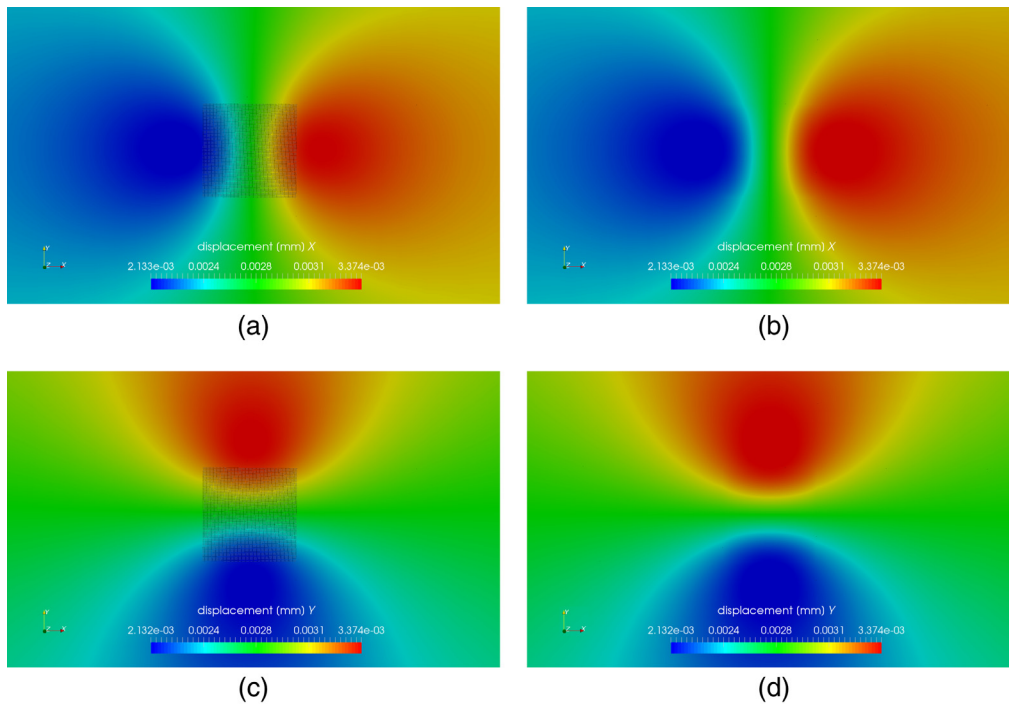 displacement (mm) X
2.133e-03 0.0024 0.0028 0.0031 3.374e-03
Y
Z X
(a)
displacement (mm) X
2.133e-03 0.0024 0.0028 0.0031 3.374e-03
Y
Z X
(b)
displacement (mm) Y
2.132e-03 0.0024 0.0028 0.0031 3.374e-03
Y
Z X
(c)
displacement (mm) Y
2.132e-03 0.0024 0.0028 0.0031 3.374e-03
Y
Z X
(d)